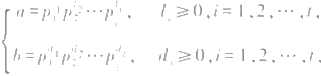 a = p₁^{l₁} p₂^{l₂} ⋯ p_t^{l_t}, l_i ≥ 0, i = 1, 2, ⋯, t,
b = p₁^{d₁} p₂^{d₂} ⋯ p_t^{d_t}, d_i ≥ 0, i = 1, 2, ⋯, t,